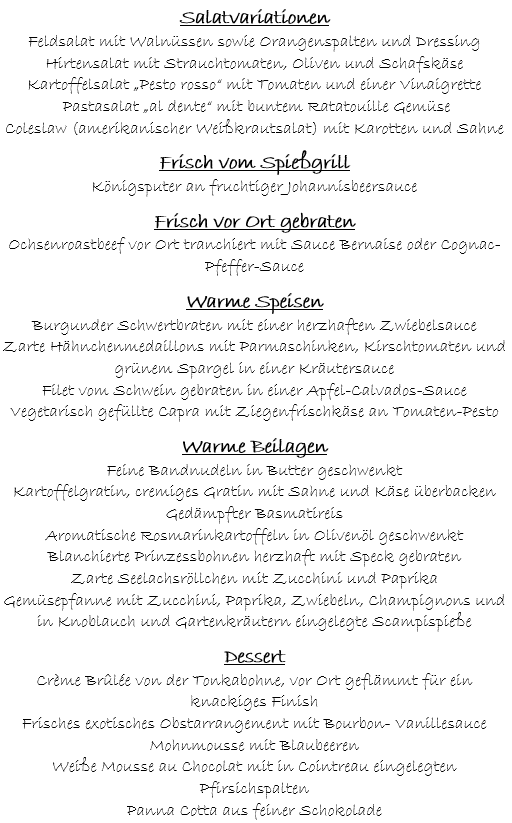 Salatvariationen
Feldsalat mit Walnüssen sowie Orangenspalten und Dressing
Hirtensalat mit Strauchtomaten, Oliven und Schafskäse
Kartoffelsalat „Pesto rosso“ mit Tomaten und einer Vinaigrette
Pastasalat „al dente“ mit buntem Ratatouille Gemüse
Coleslaw (amerikanischer Weißkrautsalat) mit Karotten und Sahne
Frisch vom Spießgrill
Königsputer an fruchtiger Johannisbeersauce
Frisch vor Ort gebraten
Ochsenroastbeef vor Ort tranchiert mit Sauce Bernaise oder Cognac-
Pfeffer-Sauce
Warme Speisen
Burgunder Schwertbraten mit einer herzhaften Zwiebelsauce
Zarte Hähnchenmedaillons mit Parmaschinken, Kirschtomaten und
grünem Spargel in einer Kräutersauce
Filet vom Schwein gebraten in einer Apfel-Calvados-Sauce
Vegetarisch gefüllte Capra mit Ziegenfrischkäse an Tomaten-Pesto
Warme Beilagen
Feine Bandnudeln in Butter geschwenkt
Kartoffelgratin, cremiges Gratin mit Sahne und Käse überbacken
Gedämpfter Basmatireis
Aromatische Rosmarinkartoffeln in Olivenöl geschwenkt
Blanchierte Prinzessbohnen herzhaft mit Speck gebraten
Zarte Seelachsröllchen mit Zucchini und Paprika
Gemüsepfanne mit Zucchini, Paprika, Zwiebeln, Champignons und
in Knoblauch und Gartenkräutern eingelegte Scampispieße
Dessert
Crème Brûlée von der Tonkabohne, vor Ort geflämmt für ein
knackiges Finish
Frisches exotisches Obstarrangement mit Bourbon- Vanillesauce
Mohnmousse mit Blaubeeren
Weiße Mousse au Chocolat mit in Cointreau eingelegten
Pfirsichspalten
Panna Cotta aus feiner Schokolade